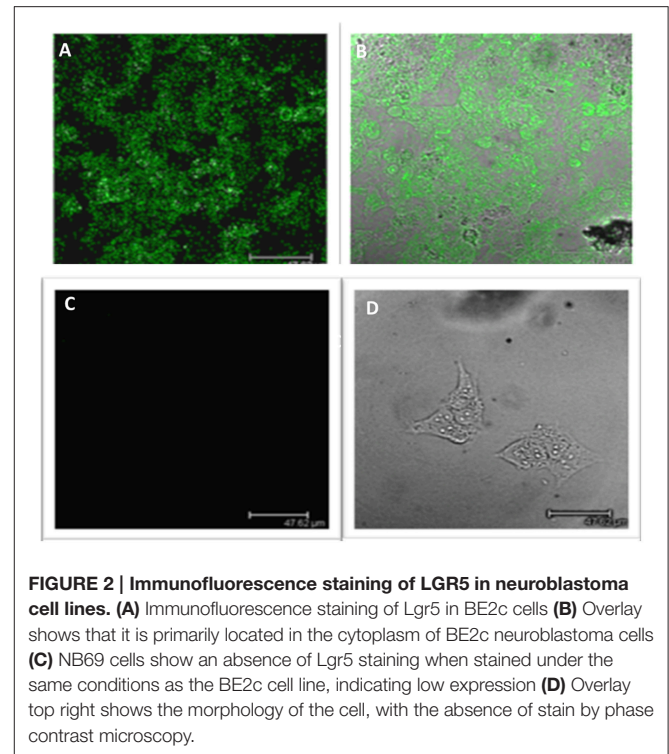 A
B
C
D
47.62 µm
47.62 µm
FIGURE 2 | Immunofluorescence staining of LGR5 in neuroblastoma
cell lines. (A) Immunofluorescence staining of Lgr5 in BE2c cells (B) Overlay
shows that it is primarily located in the cytoplasm of BE2c neuroblastoma cells
(C) NB69 cells show an absence of Lgr5 staining when stained under the
same conditions as the BE2c cell line, indicating low expression (D) Overlay
top right shows the morphology of the cell, with the absence of stain by phase
contrast microscopy.